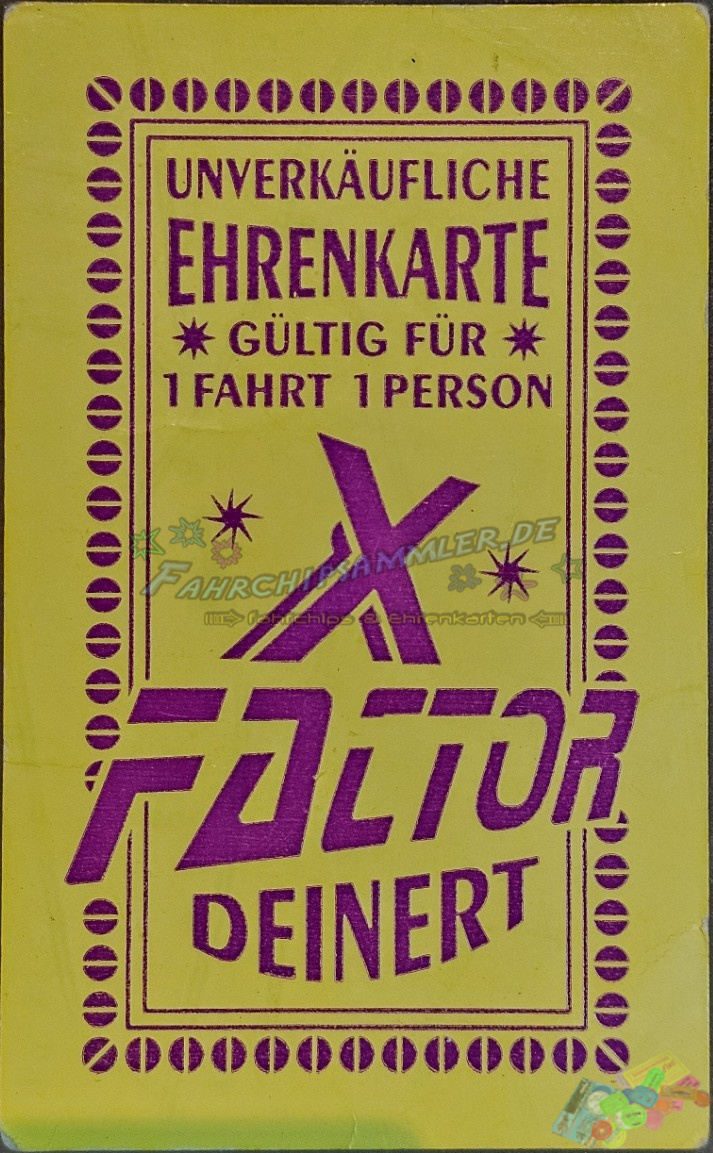 UNVERKÄUFLICHE
EHRENKARTE
GÜLTIG FÜR
1 FAHRT 1 PERSON
X
FAHRCHIPSAMMLER.DE
fahrchips & Ehrenkarten
FACTOR
DEINERT